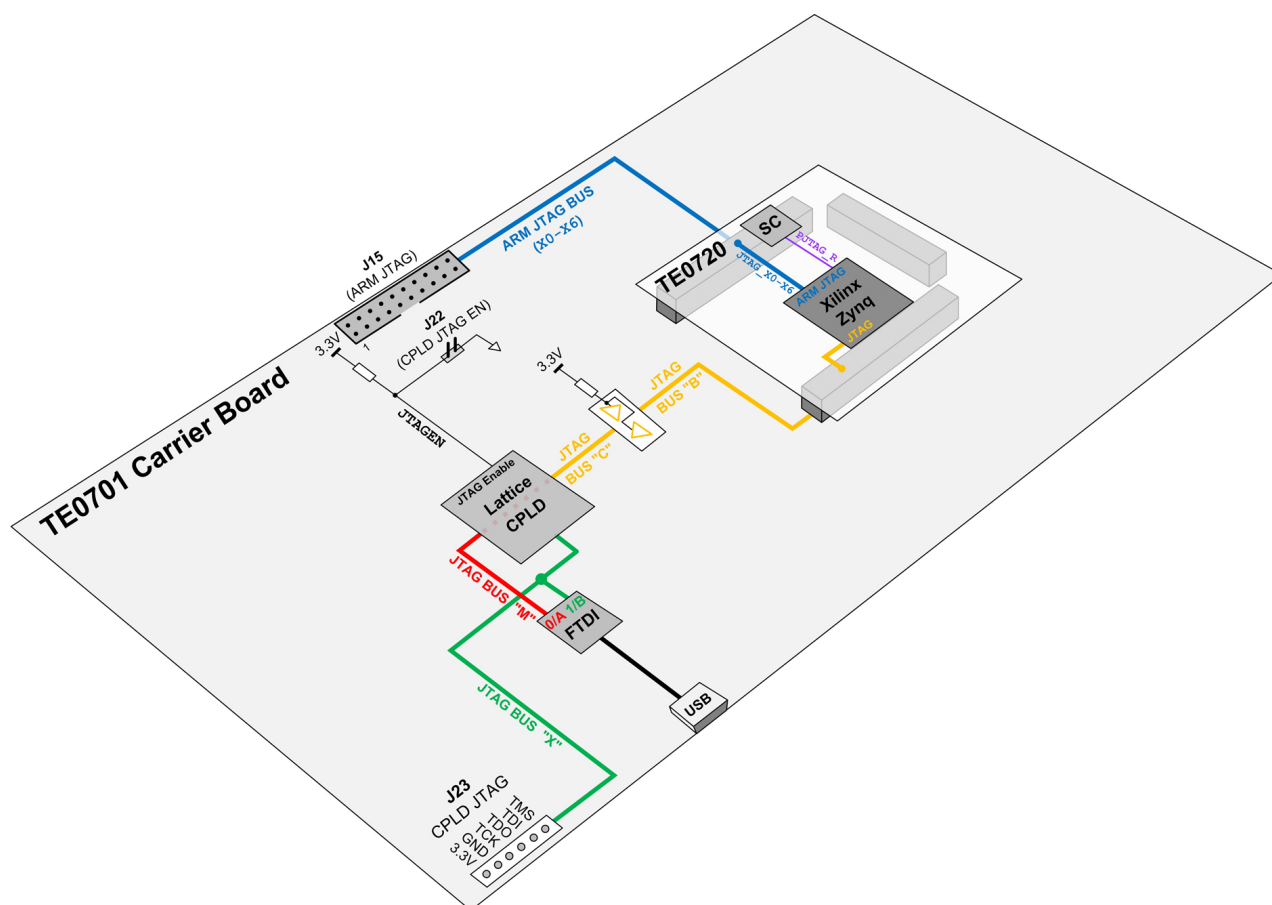 TE0701 Carrier Board
J15
(ARM JTAG)
1
ARM JTAG BUS
(X0-X6)
TE0720
SC
PJTAG_R
JTAG_X0-X6
ARM JTAG
Xilinx
Zynq
JTAG
3.3V
J22
(CPLD JTAG EN)
JTAGEN
3.3V
JTAG
BUS "B"
JTAG
BUS "C"
JTAG Enable
Lattice
CPLD
JTAG BUS "M"
0/A 1/B
FTDI
USB
JTAG BUS "X"
J23
CPLD JTAG
TMS
TDI
TDO
TCK
GND
3.3V